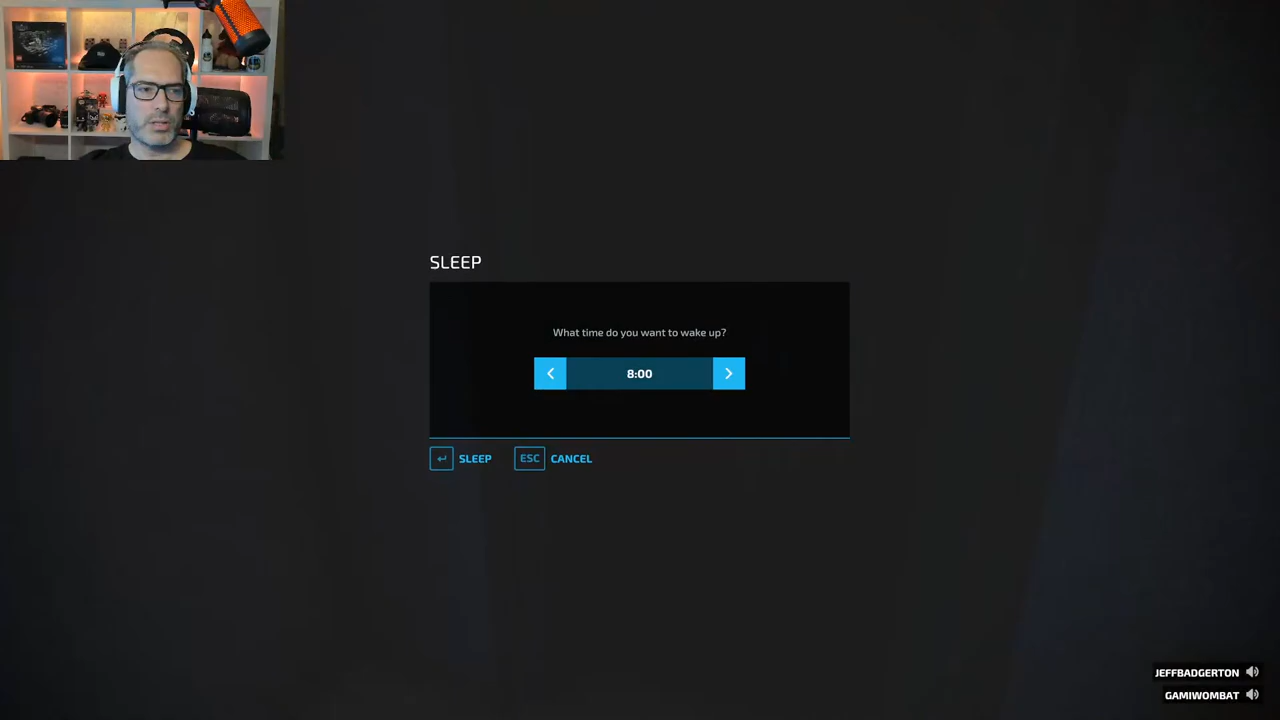 SLEEP
What time do you want to wake up?
8:00
SLEEP ESC CANCEL
JEFFBADGERTON
GAMIWOMBAT